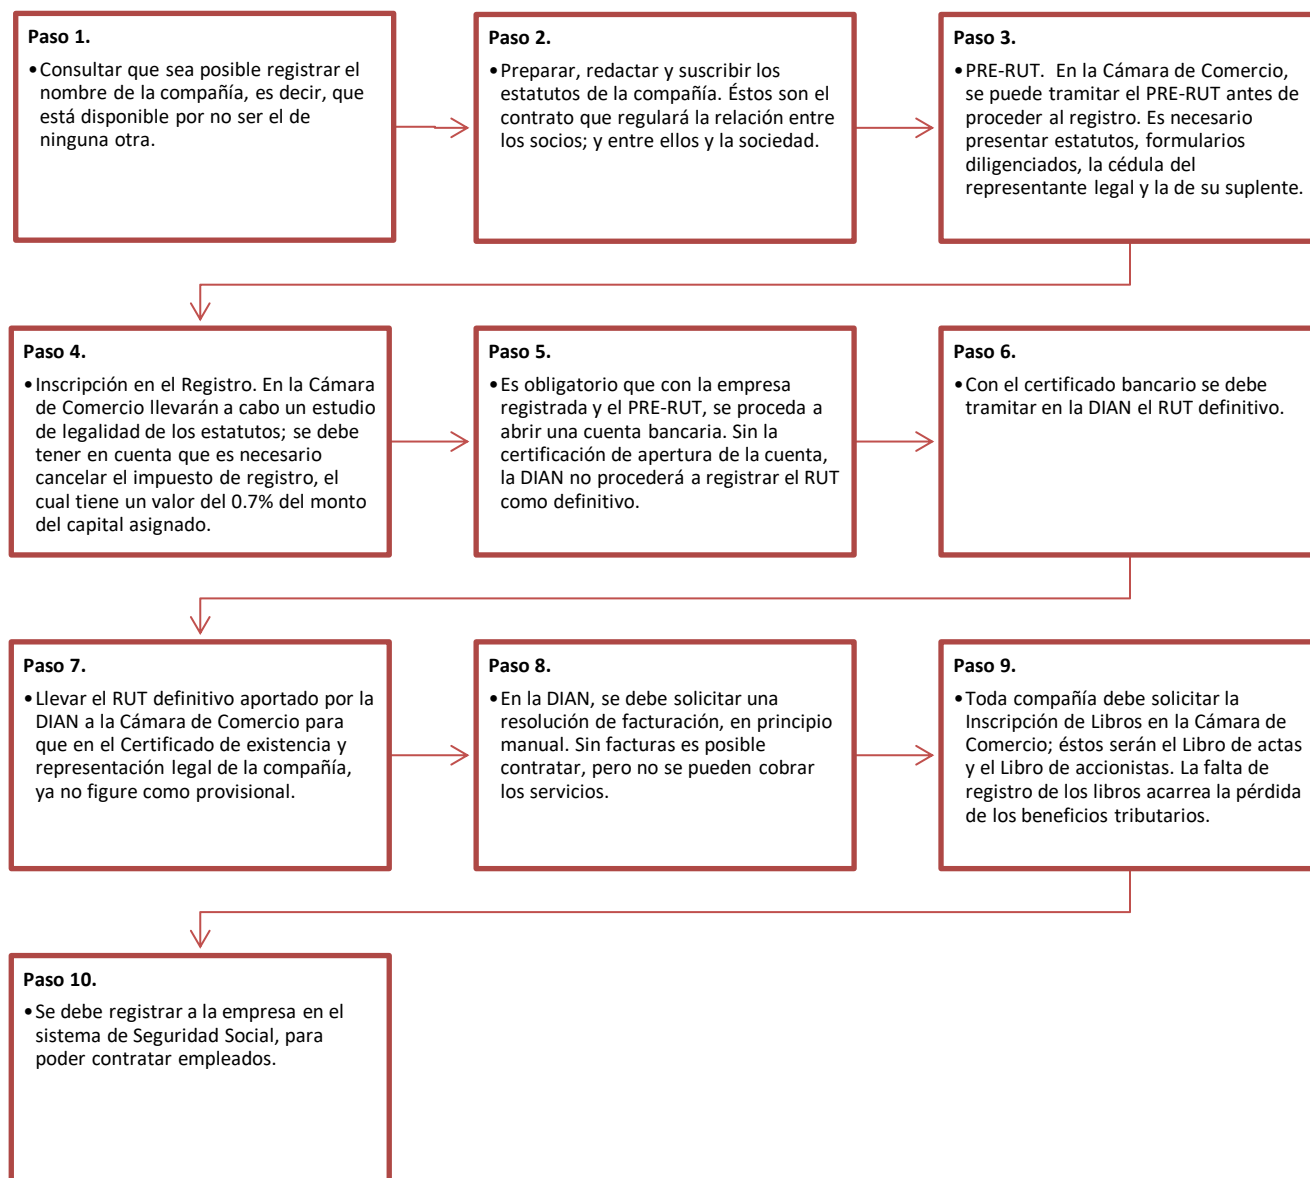 Paso 1.
•Consultar que sea posible registrar el
nombre de la compañía, es decir, que
está disponible por no ser el de
ninguna otra.
Paso 2.
•Preparar, redactar y suscribir los
estatutos de la compañía. Éstos son el
contrato que regulará la relación entre
los socios; y entre ellos y la sociedad.
Paso 3.
•PRE-RUT.  En la Cámara de Comercio,
se puede tramitar el PRE-RUT antes de
proceder al registro. Es necesario
presentar estatutos, formularios
diligenciados, la cédula del
representante legal y la de su suplente.
Paso 4.
•Inscripción en el Registro. En la Cámara
de Comercio llevarán a cabo un estudio
de legalidad de los estatutos; se debe
tener en cuenta que es necesario
cancelar el impuesto de registro, el
cual tiene un valor del 0.7% del monto
del capital asignado.
Paso 5.
•Es obligatorio que con la empresa
registrada y el PRE-RUT, se proceda a
abrir una cuenta bancaria. Sin la
certificación de apertura de la cuenta,
la DIAN no procederá a registrar el RUT
como definitivo.
Paso 6.
•Con el certificado bancario se debe
tramitar en la DIAN el RUT definitivo.
Paso 7.
•Llevar el RUT definitivo aportado por la
DIAN a la Cámara de Comercio para
que en el Certificado de existencia y
representación legal de la compañía,
ya no figure como provisional.
Paso 8.
•En la DIAN, se debe solicitar una
resolución de facturación, en principio
manual. Sin facturas es posible
contratar, pero no se pueden cobrar
los servicios.
Paso 9.
•Toda compañía debe solicitar la
Inscripción de Libros en la Cámara de
Comercio; éstos serán el Libro de actas
y el Libro de accionistas. La falta de
registro de los libros acarrea la pérdida
de los beneficios tributarios.
Paso 10.
•Se debe registrar a la empresa en el
sistema de Seguridad Social, para
poder contratar empleados.